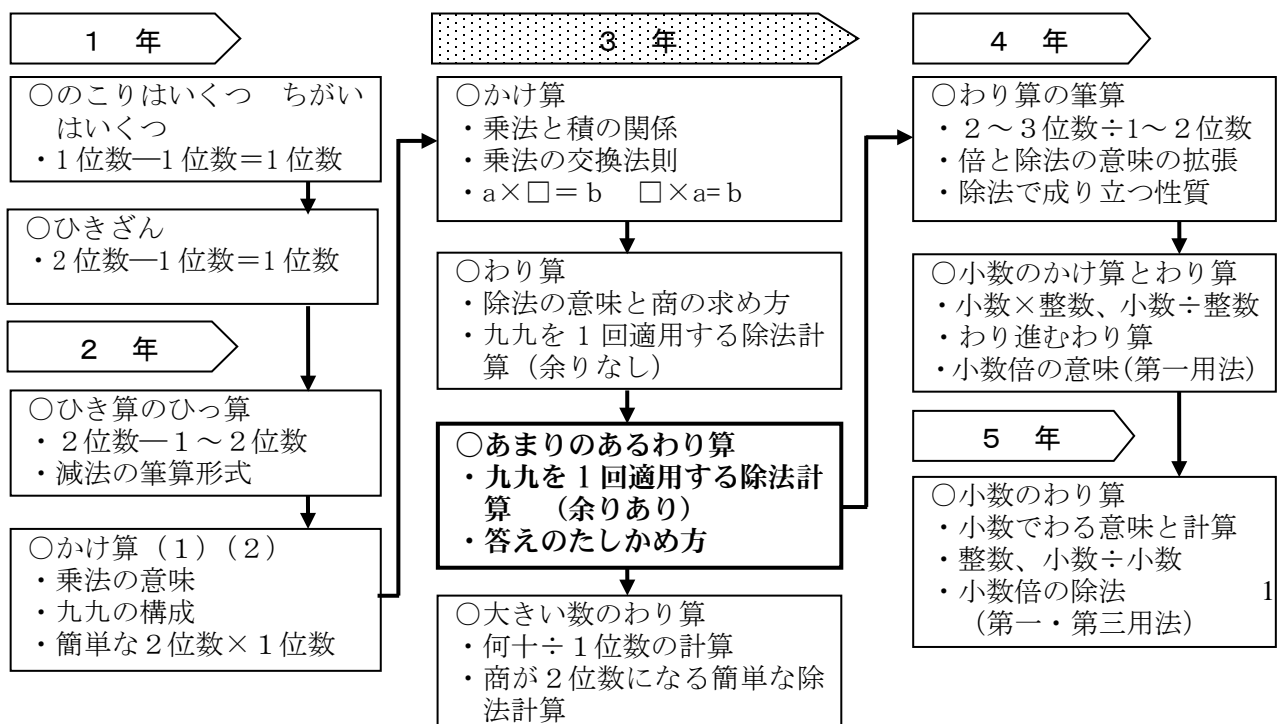 １　年
○のこりはいくつ　ちがい
はいくつ
・1位数―1位数＝1位数
○ひきざん
・2位数―1位数＝1位数
２　年
○ひき算のひっ算
・２位数―１～２位数
・減法の筆算形式
○かけ算（１）（２）
・乗法の意味
・九九の構成
・簡単な２位数×１位数
３　年
○かけ算
・乗法と積の関係
・乗法の交換法則
・a×□＝b　□×a=b
○わり算
・除法の意味と商の求め方
・九九を１回適用する除法計
算（余りなし）
○あまりのあるわり算
・九九を１回適用する除法計
算　（余りあり）
・答えのたしかめ方
○大きい数のわり算
・何十÷１位数の計算
・商が２位数になる簡単な除
法計算
４　年
○わり算の筆算
・２～３位数÷1～２位数
・倍と除法の意味の拡張
・除法で成り立つ性質
○小数のかけ算とわり算
・小数×整数、小数÷整数
・わり進むわり算
・小数倍の意味(第一用法)
５　年
○小数のわり算
・小数でわる意味と計算
・整数、小数÷小数
・小数倍の除法　1
（第一・第三用法）